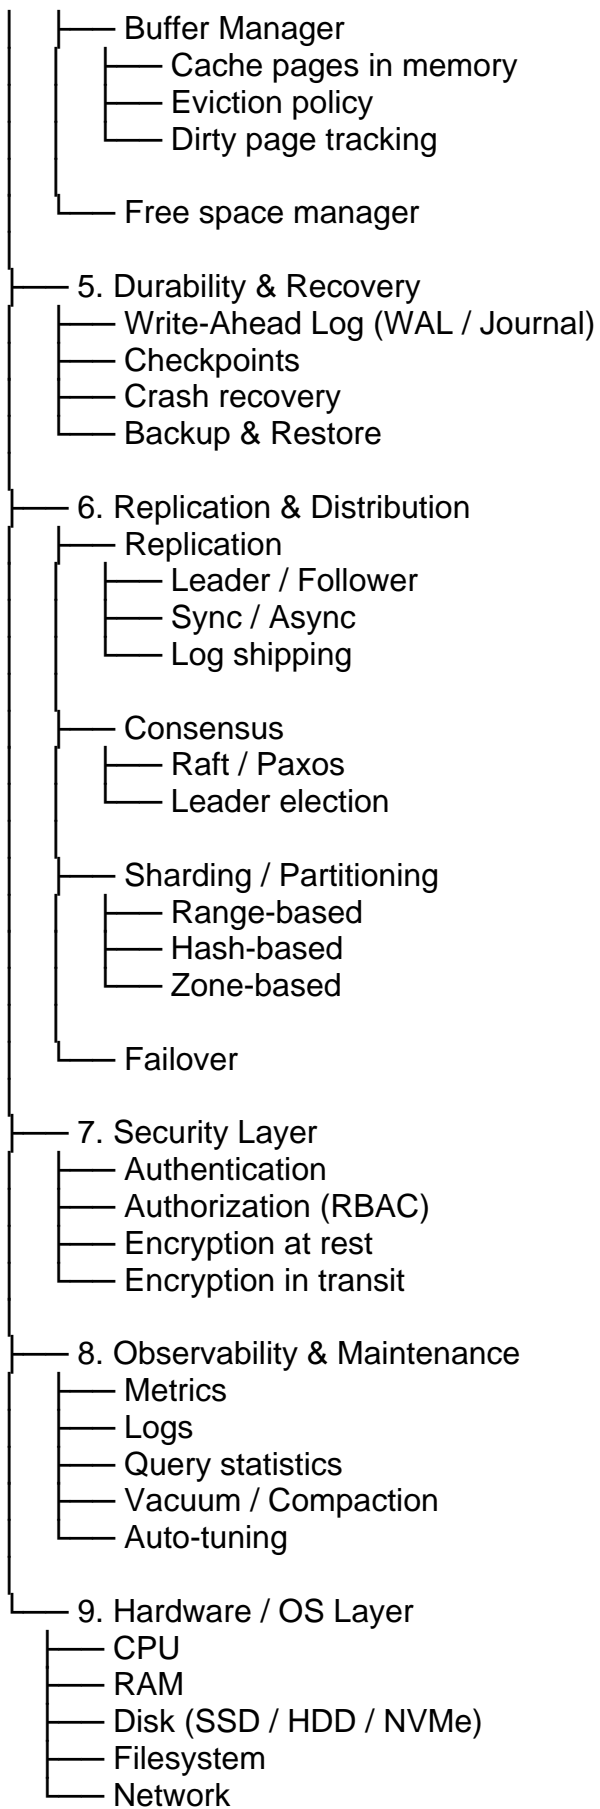 Buffer Manager
Cache pages in memory
Eviction policy
Dirty page tracking
Free space manager
5. Durability & Recovery
Write-Ahead Log (WAL / Journal)
Checkpoints
Crash recovery
Backup & Restore
6. Replication & Distribution
Replication
Leader / Follower
Sync / Async
Log shipping
Consensus
Raft / Paxos
Leader election
Sharding / Partitioning
Range-based
Hash-based
Zone-based
Failover
7. Security Layer
Authentication
Authorization (RBAC)
Encryption at rest
Encryption in transit
8. Observability & Maintenance
Metrics
Logs
Query statistics
Vacuum / Compaction
Auto-tuning
9. Hardware / OS Layer
CPU
RAM
Disk (SSD / HDD / NVMe)
Filesystem
Network